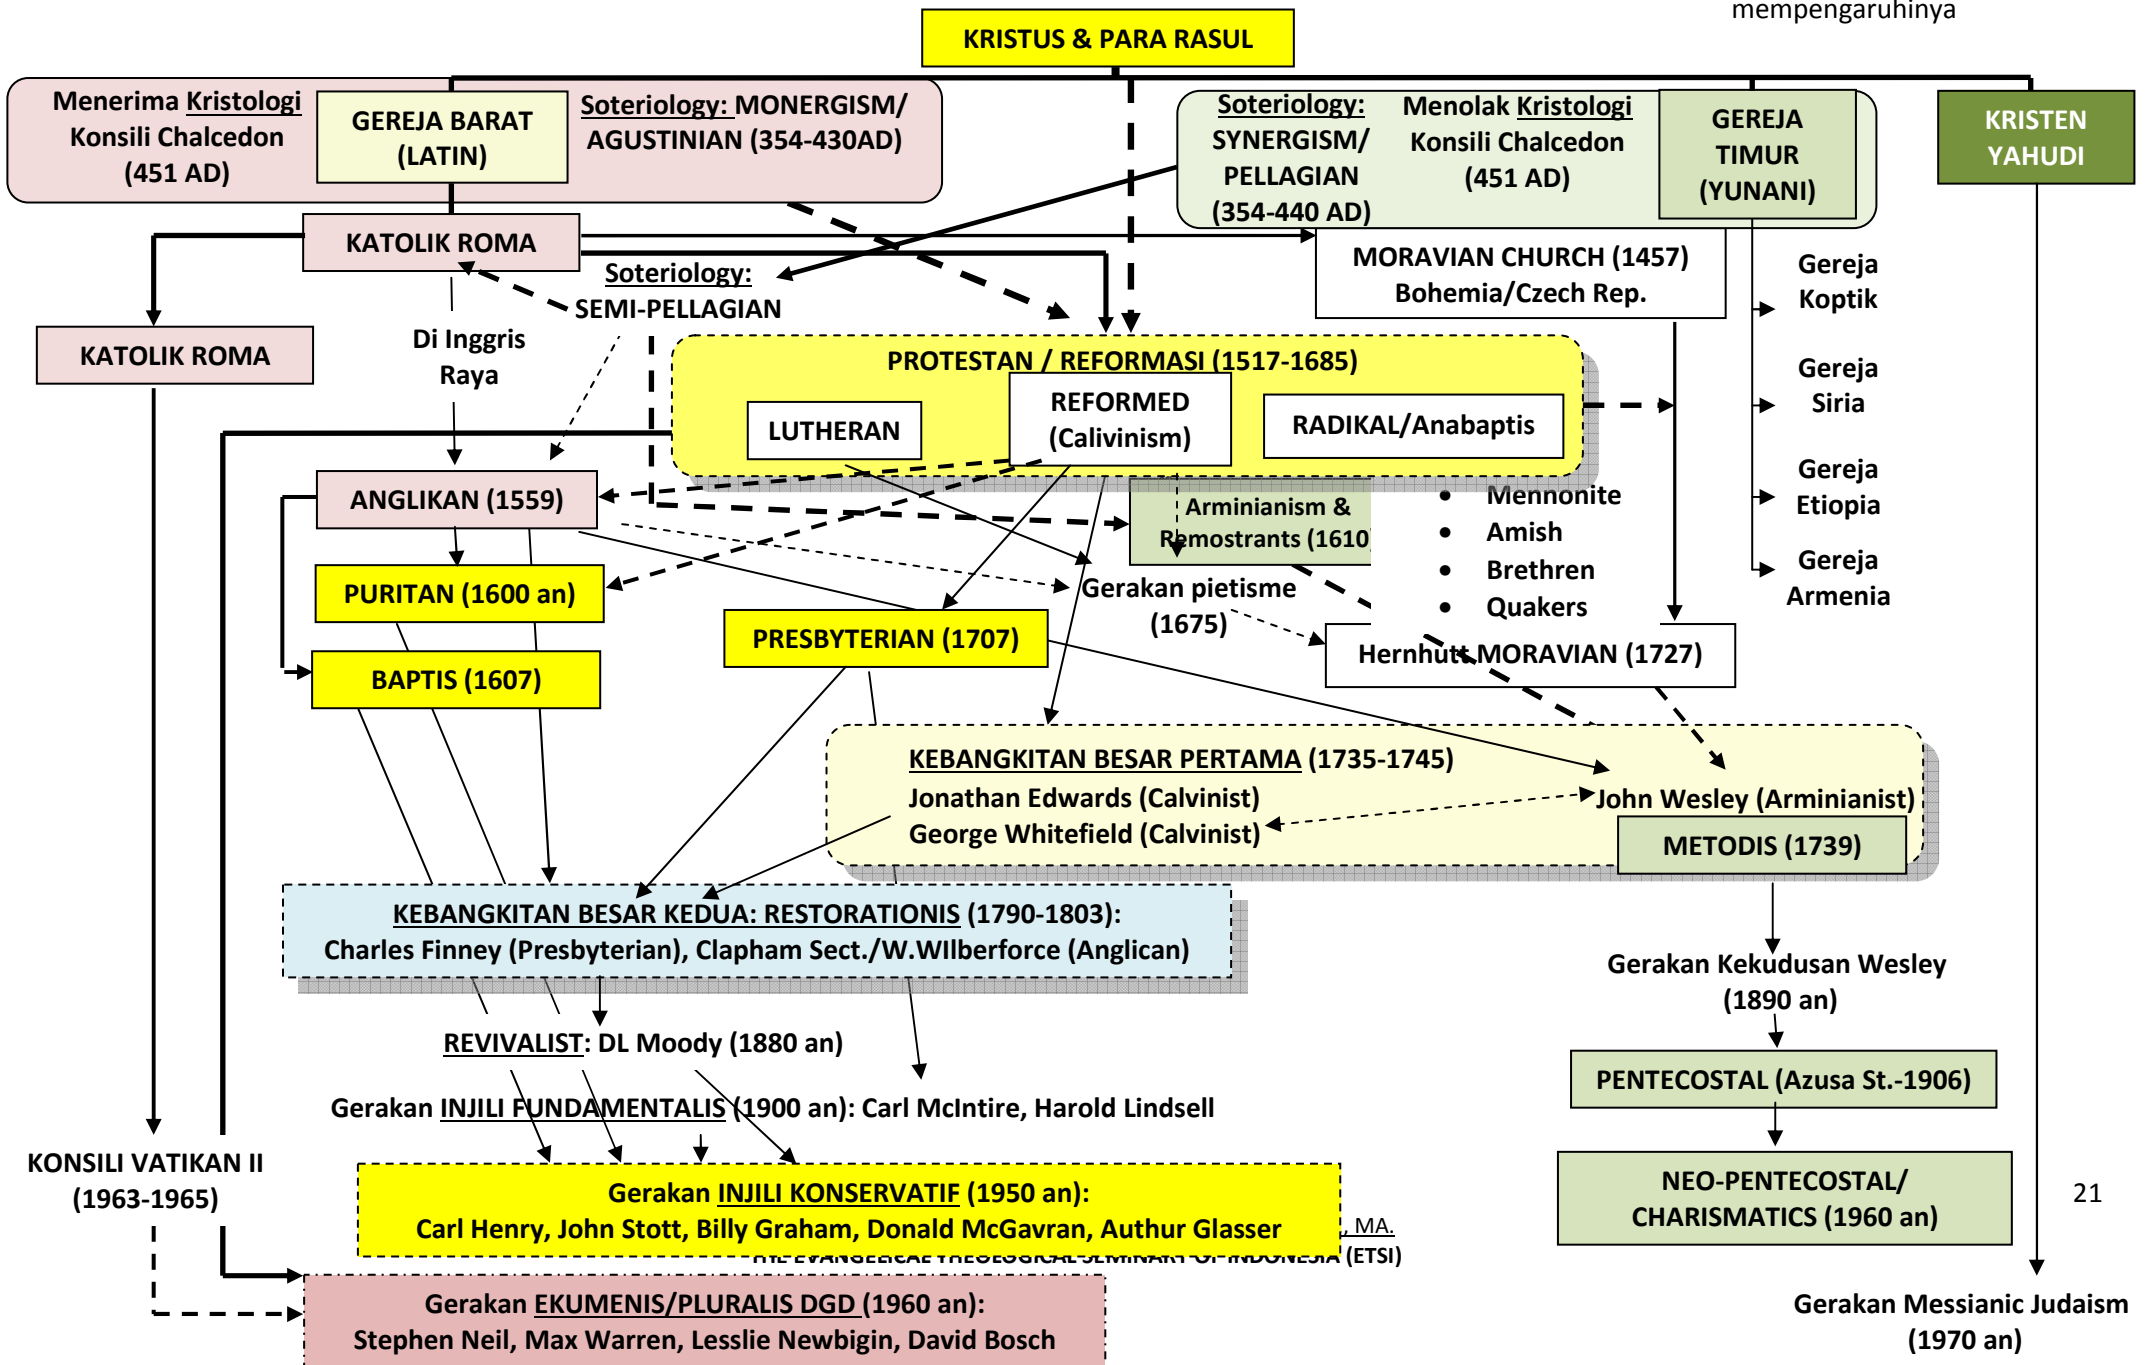 mempengaruhinya
KRISTUS & PARA RASUL
Menerima Kristologi
Konsili Chalcedon
(451 AD)
GEREJA BARAT
(LATIN)
Soteriology: MONERGISM/
AGUSTINIAN (354-430AD)
Soteriology:
SYNERGISM/
PELLAGIAN
(354-440 AD)
Menolak Kristologi
Konsili Chalcedon
(451 AD)
GEREJA
TIMUR
(YUNANI)
KRISTEN
YAHUDI
KATOLIK ROMA
Soteriology:
SEMI-PELLAGIAN
MORAVIAN CHURCH (1457)
Bohemia/Czech Rep.
Gereja
Koptik
KATOLIK ROMA
Di Inggris
Raya
PROTESTAN / REFORMASI (1517-1685)
LUTHERAN
REFORMED
(Calivinism)
RADIKAL/Anabaptis
Gereja
Siria
ANGLIKAN (1559)
Arminianism &
Remostrants (1610)
• Mennonite
• Amish
• Brethren
• Quakers
Gereja
Etiopia
Gereja
Armenia
PURITAN (1600 an)
Gerakan pietisme
(1675)
PRESBYTERIAN (1707)
Hernhutt MORAVIAN (1727)
BAPTIS (1607)
KEBANGKITAN BESAR PERTAMA (1735-1745)
Jonathan Edwards (Calvinist)
George Whitefield (Calvinist)
John Wesley (Arminianist)
METODIS (1739)
KEBANGKITAN BESAR KEDUA: RESTORATIONIS (1790-1803):
Charles Finney (Presbyterian), Clapham Sect./W.WIlberforce (Anglican)
Gerakan Kekudusan Wesley
(1890 an)
REVIVALIST: DL Moody (1880 an)
PENTECOSTAL (Azusa St.-1906)
Gerakan INJILI FUNDAMENTALIS (1900 an): Carl McIntire, Harold Lindsell
KONSILI VATIKAN II
(1963-1965)
Gerakan INJILI KONSERVATIF (1950 an):
Carl Henry, John Stott, Billy Graham, Donald McGavran, Authur Glasser
NEO-PENTECOSTAL/
CHARISMATICS (1960 an)
21
, MA.
THE EVANGELICAL THEOLOGICAL SEMINARY OF INDONESIA (ETSI)
Gerakan EKUMENIS/PLURALIS DGD (1960 an):
Stephen Neil, Max Warren, Lesslie Newbigin, David Bosch
Gerakan Messianic Judaism
(1970 an)